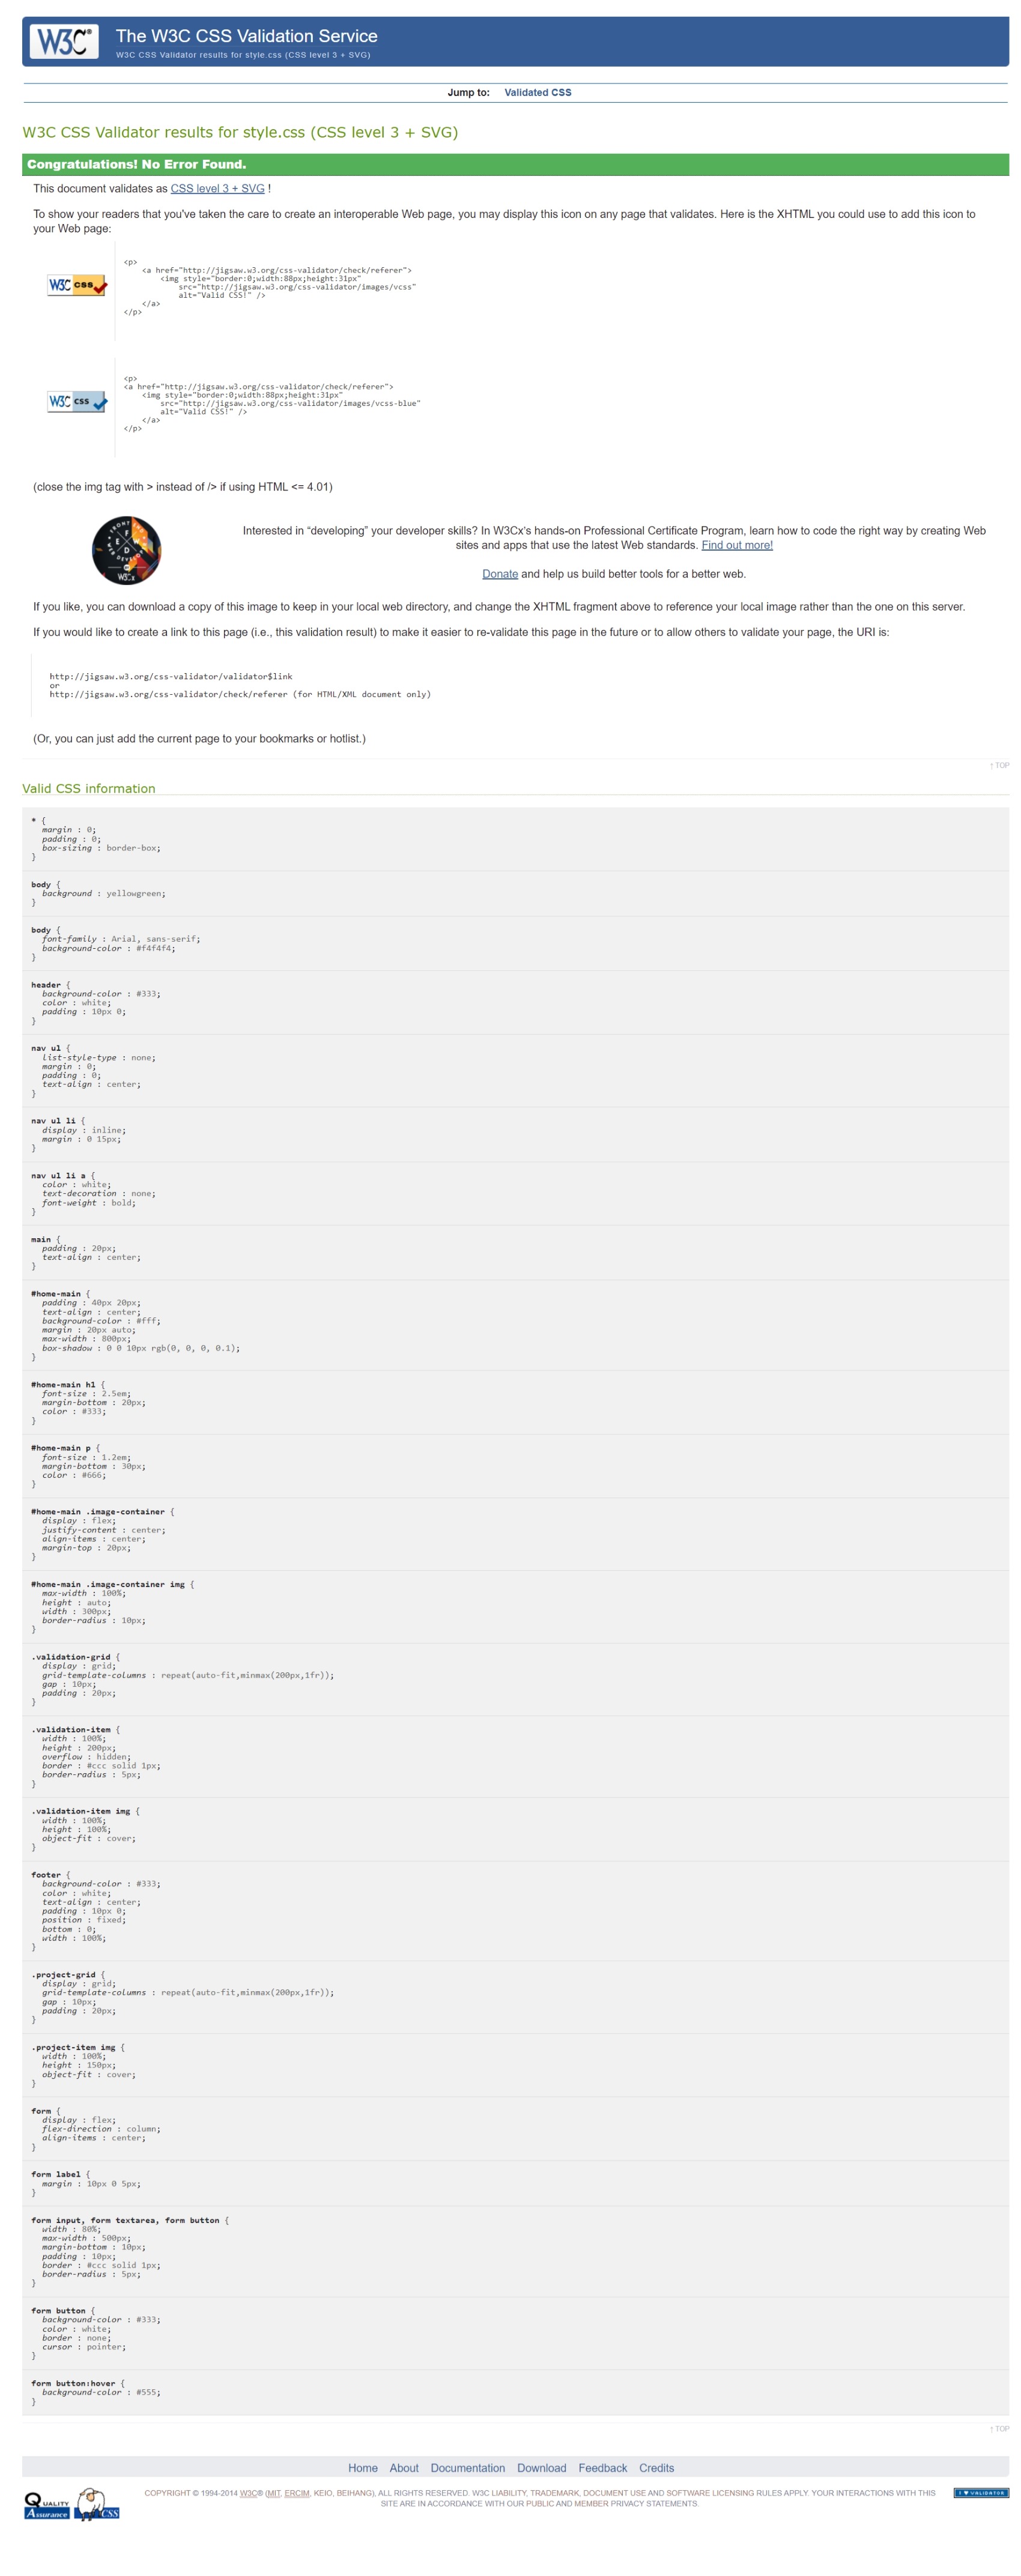 W3C®
The W3C CSS Validation Service
W3C CSS Validator results for style.css (CSS level 3 + SVG)
Jump to: Validated CSS
W3C CSS Validator results for style.css (CSS level 3 + SVG)
Congratulations! No Error Found.
This document validates as CSS level 3 + SVG !
To show your readers that you've taken the care to create an interoperable Web page, you may display this icon on any page that validates. Here is the XHTML you could use to add this icon to
your Web page:
W3C css
<p>
<a href="http://jigsaw.w3.org/css-validator/check/referer">
<img style="border:0;width:88px;height:31px"
src="http://jigsaw.w3.org/css-validator/images/vcss"
alt="Valid CSS!" />
</a>
</p>
W3C css
<p>
<a href="http://jigsaw.w3.org/css-validator/check/referer">
<img style="border:0;width:88px;height:31px"
src="http://jigsaw.w3.org/css-validator/images/vcss-blue"
alt="Valid CSS!" />
</a>
</p>
(close the img tag with > instead of /> if using HTML <= 4.01)
W3Cx
Interested in “developing” your developer skills? In W3Cx’s hands-on Professional Certificate Program, learn how to code the right way by creating Web
sites and apps that use the latest Web standards. Find out more!
Donate and help us build better tools for a better web.
If you like, you can download a copy of this image to keep in your local web directory, and change the XHTML fragment above to reference your local image rather than the one on this server.
If you would like to create a link to this page (i.e., this validation result) to make it easier to re-validate this page in the future or to allow others to validate your page, the URI is:
http://jigsaw.w3.org/css-validator/validator$link
or
http://jigsaw.w3.org/css-validator/check/referer (for HTML/XML document only)
(Or, you can just add the current page to your bookmarks or hotlist.)
↑ TOP
Valid CSS information
* {
margin : 0;
padding : 0;
box-sizing : border-box;
}
body {
background : yellowgreen;
}
body {
font-family : Arial, sans-serif;
background-color : #f4f4f4;
}
header {
background-color : #333;
color : white;
padding : 10px 0;
}
nav ul {
list-style-type : none;
margin : 0;
padding : 0;
text-align : center;
}
nav ul li {
display : inline;
margin : 0 15px;
}
nav ul li a {
color : white;
text-decoration : none;
font-weight : bold;
}
main {
padding : 20px;
text-align : center;
}
#home-main {
padding : 40px 20px;
text-align : center;
background-color : #fff;
margin : 20px auto;
max-width : 800px;
box-shadow : 0 0 10px rgb(0, 0, 0, 0.1);
}
#home-main h1 {
font-size : 2.5em;
margin-bottom : 20px;
color : #333;
}
#home-main p {
font-size : 1.2em;
margin-bottom : 30px;
color : #666;
}
#home-main .image-container {
display : flex;
justify-content : center;
align-items : center;
margin-top : 20px;
}
#home-main .image-container img {
max-width : 100%;
height : auto;
width : 300px;
border-radius : 10px;
}
.validation-grid {
display : grid;
grid-template-columns : repeat(auto-fit,minmax(200px,1fr));
gap : 10px;
padding : 20px;
}
.validation-item {
width : 100%;
height : 200px;
overflow : hidden;
border : #ccc solid 1px;
border-radius : 5px;
}
.validation-item img {
width : 100%;
height : 100%;
object-fit : cover;
}
footer {
background-color : #333;
color : white;
text-align : center;
padding : 10px 0;
position : fixed;
bottom : 0;
width : 100%;
}
.project-grid {
display : grid;
grid-template-columns : repeat(auto-fit,minmax(200px,1fr));
gap : 10px;
padding : 20px;
}
.project-item img {
width : 100%;
height : 150px;
object-fit : cover;
}
form {
display : flex;
flex-direction : column;
align-items : center;
}
form label {
margin : 10px 0 5px;
}
form input, form textarea, form button {
width : 80%;
max-width : 500px;
margin-bottom : 10px;
padding : 10px;
border : #ccc solid 1px;
border-radius : 5px;
}
form button {
background-color : #333;
color : white;
border : none;
cursor : pointer;
}
form button:hover {
background-color : #555;
}
↑ TOP
Home About Documentation Download Feedback Credits
QUALITY
Assurance
CSS
COPYRIGHT © 1994-2014 W3C® (MIT, ERCIM, KEIO, BEIHANG), ALL RIGHTS RESERVED. W3C LIABILITY, TRADEMARK, DOCUMENT USE AND SOFTWARE LICENSING RULES APPLY. YOUR INTERACTIONS WITH THIS
SITE ARE IN ACCORDANCE WITH OUR PUBLIC AND MEMBER PRIVACY STATEMENTS.
I ♥ VALIDATOR